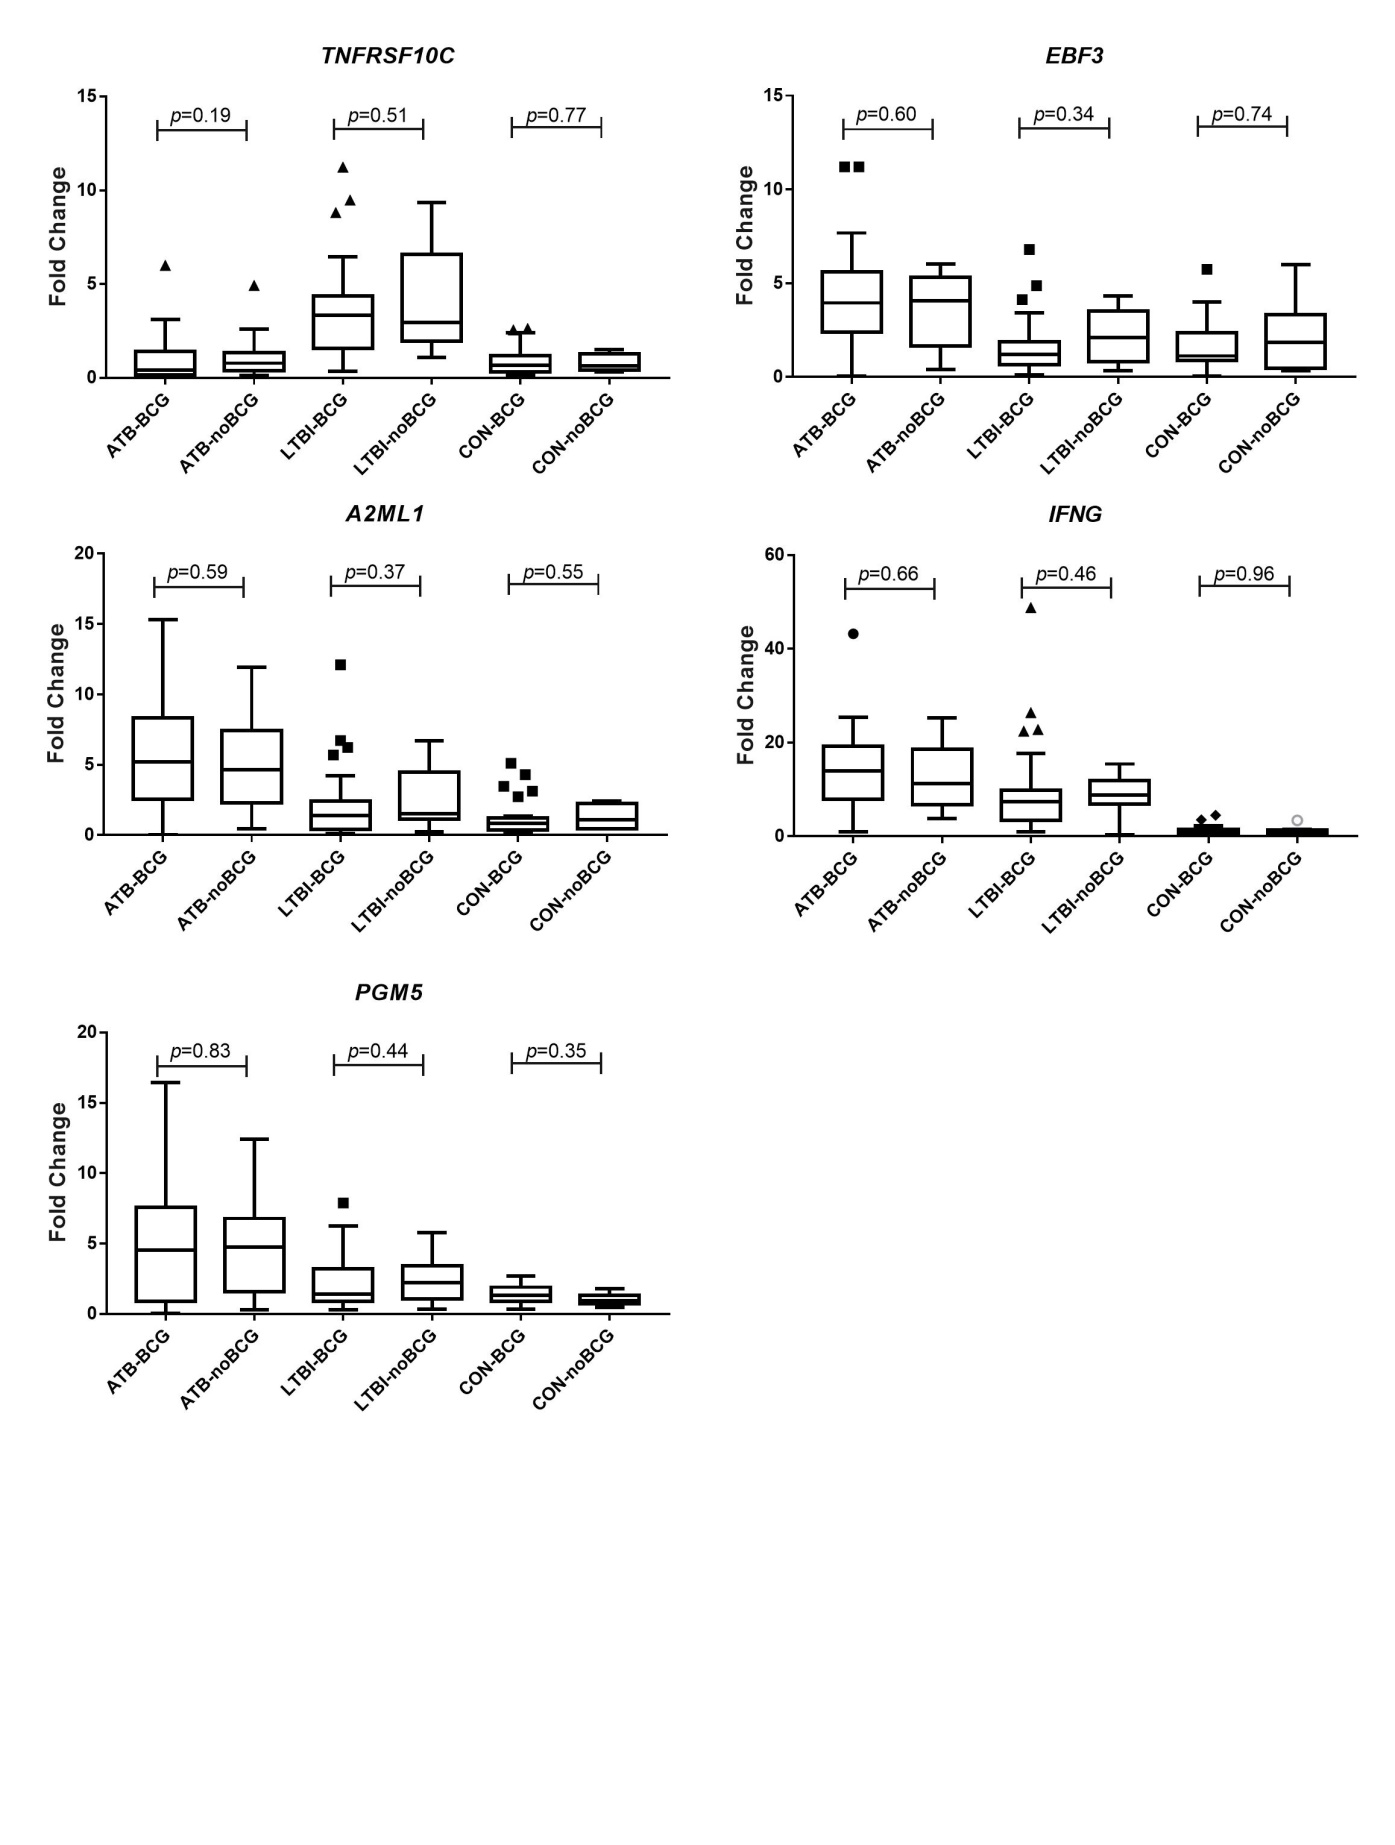 TNFRSF10C
15
10
5
0
Fold Change
p=0.19
p=0.51
p=0.77
ATB-BCG
ATB-noBCG
LTBI-BCG
LTBI-noBCG
CON-BCG
CON-noBCG
EBF3
15
10
5
0
Fold Change
p=0.60
p=0.34
p=0.74
ATB-BCG
ATB-noBCG
LTBI-BCG
LTBI-noBCG
CON-BCG
CON-noBCG
A2ML1
20
15
10
5
0
Fold Change
p=0.59
p=0.37
p=0.55
ATB-BCG
ATB-noBCG
LTBI-BCG
LTBI-noBCG
CON-BCG
CON-noBCG
IFNG
60
40
20
0
Fold Change
p=0.66
p=0.46
p=0.96
ATB-BCG
ATB-noBCG
LTBI-BCG
LTBI-noBCG
CON-BCG
CON-noBCG
PGM5
20
15
10
5
0
Fold Change
p=0.83
p=0.44
p=0.35
ATB-BCG
ATB-noBCG
LTBI-BCG
LTBI-noBCG
CON-BCG
CON-noBCG